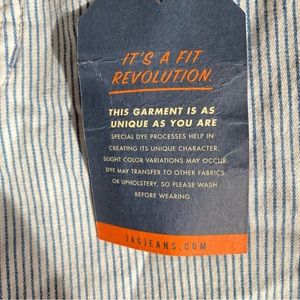 IT'S A FIT
REVOLUTION.
THIS GARMENT IS AS
UNIQUE AS YOU ARE
SPECIAL DYE PROCESSES HELP IN
CREATING ITS UNIQUE CHARACTER.
SLIGHT COLOR VARIATIONS MAY OCCUR.
DYE MAY TRANSFER TO OTHER FABRICS
OR UPHOLSTERY, SO PLEASE WASH
BEFORE WEARING.
JAGJEANS.COM